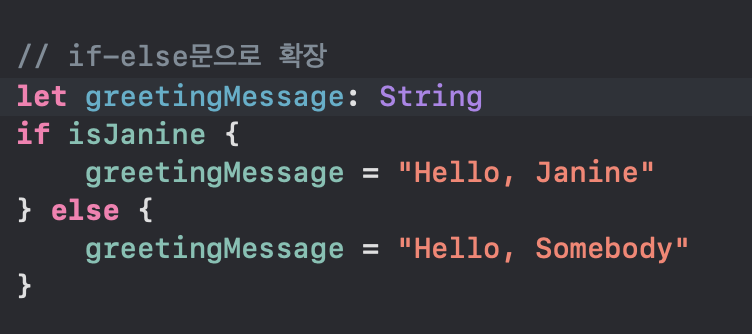 // if-else문으로 확장
let greetingMessage: String
if isJanine {
    greetingMessage = "Hello, Janine"
} else {
    greetingMessage = "Hello, Somebody"
}